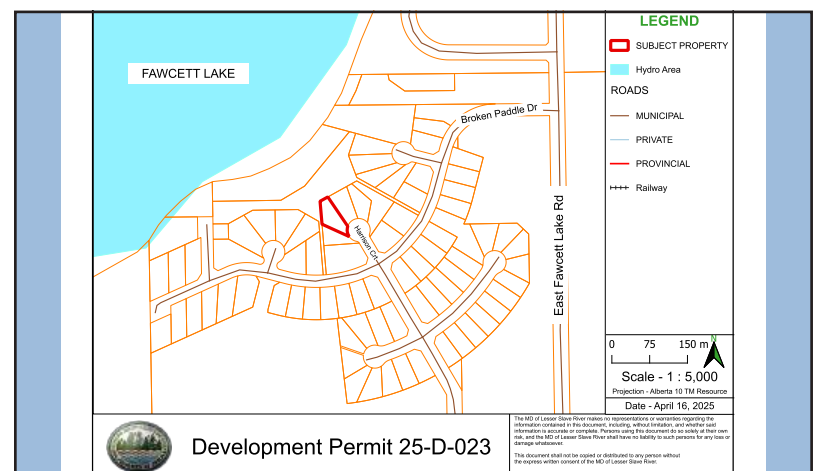 FAWCETT LAKE
Broken Paddle Dr
Harrison Crt
East Fawcett Lake Rd
LEGEND
SUBJECT PROPERTY
Hydro Area
ROADS
MUNICIPAL
PRIVATE
PROVINCIAL
Railway
0 75 150 m
N
Scale - 1 : 5,000
Projection - Alberta 10 TM Resource
Date - April 16, 2025
Development Permit 25-D-023
The MD of Lesser Slave River makes no representations or warranties regarding the
information contained in this document, including, without limitation, and whether said
information is accurate or complete. Persons using this document do so solely at their own
risk, and the MD of Lesser Slave River shall have no liability to such persons for any loss or
damage whatsoever.
This document shall not be copied or distributed to any person without
the express written consent of the MD of Lesser Slave River.